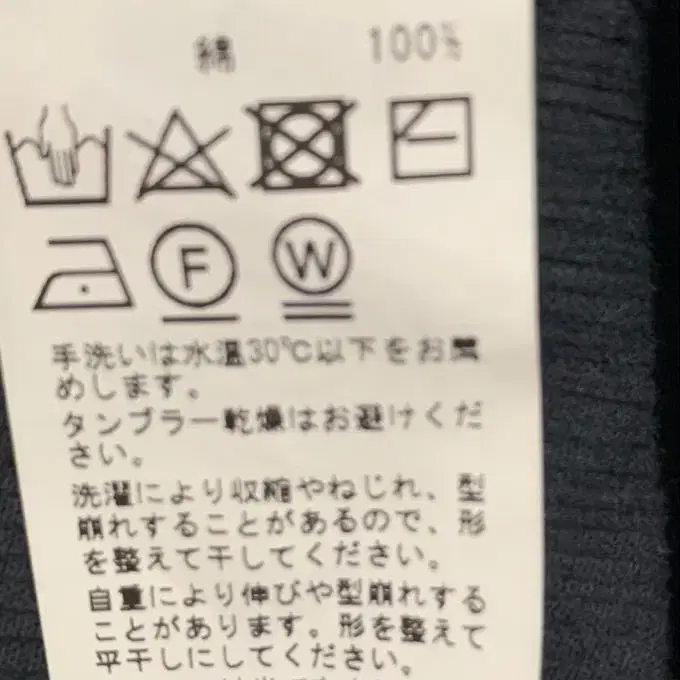 綿 100%
F W
手洗いは水温30℃以下をお薦
めします。
タンブラー乾燥はお避けくだ
さい。
洗濯により収縮やねじれ、型
崩れすることがあるので、形
を整えて干してください。
自重により伸びや型崩れする
ことがあります。形を整えて
平干しにしてください。